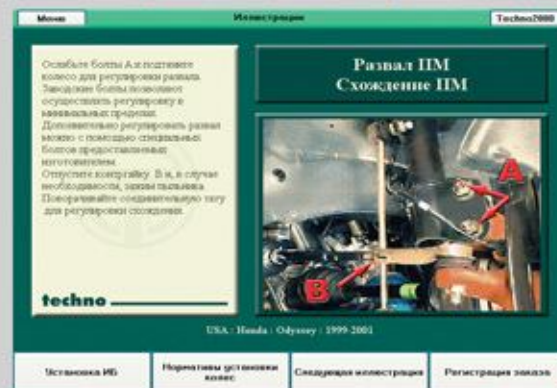 Меню
Иллюстрации
Techno2000
Ослабьте болты А и подтяните
колесо для регулировки развала.
Заводские болты позволяют
осуществлять регулировку в
минимальных пределах.
Дополнительно регулировать развал
можно с помощью специальных
болтов предоставляемых
изготовителем.
Отпустите контргайку В и, в случае
необходимости, зажим пыльника.
Поворачивайте соединительную тягу
для регулировки схождения.
techno
Развал ПМ
Схождение ПМ
A
B
USA : Honda : Odyssey : 1999-2001
Установка ИБ
Нормативы установки
колес
Следующая иллюстрация
Регистрация заказа